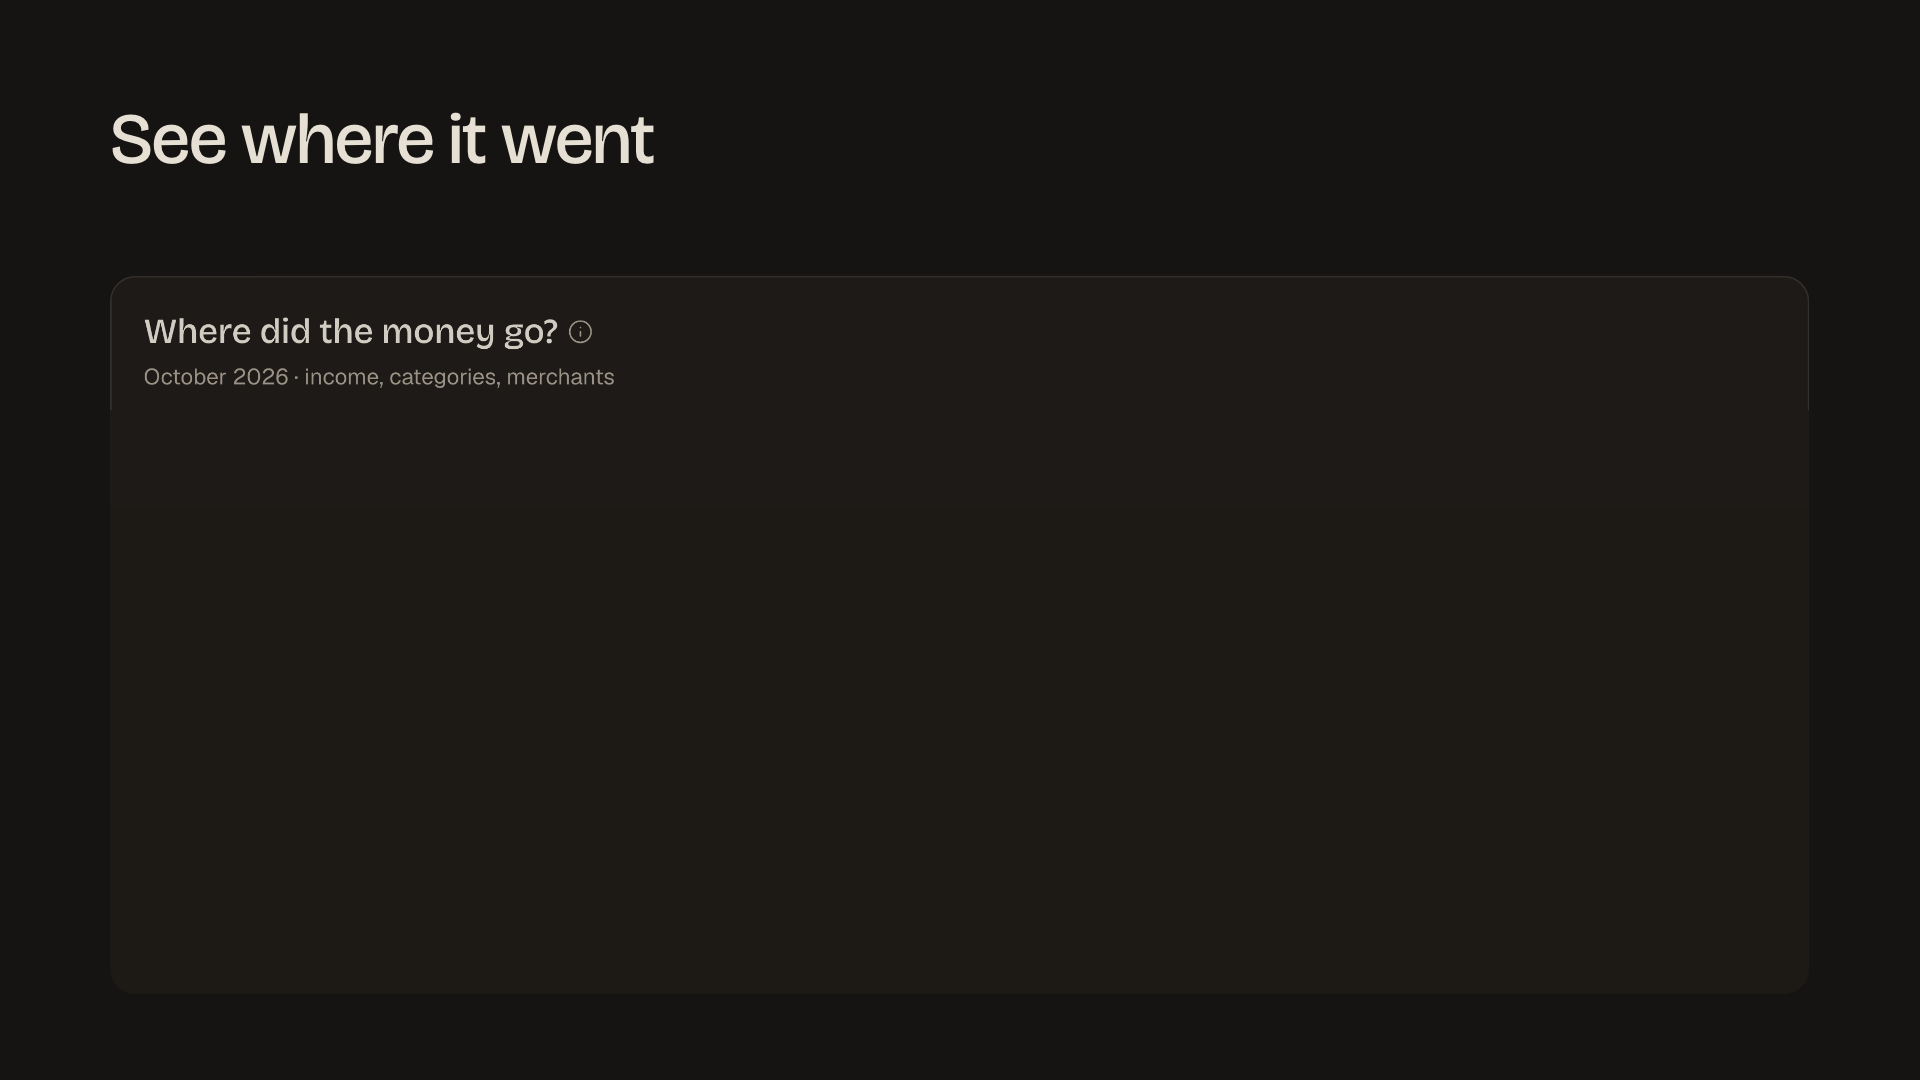 See where it went
Where did the money go?
October 2026 · income, categories, merchants